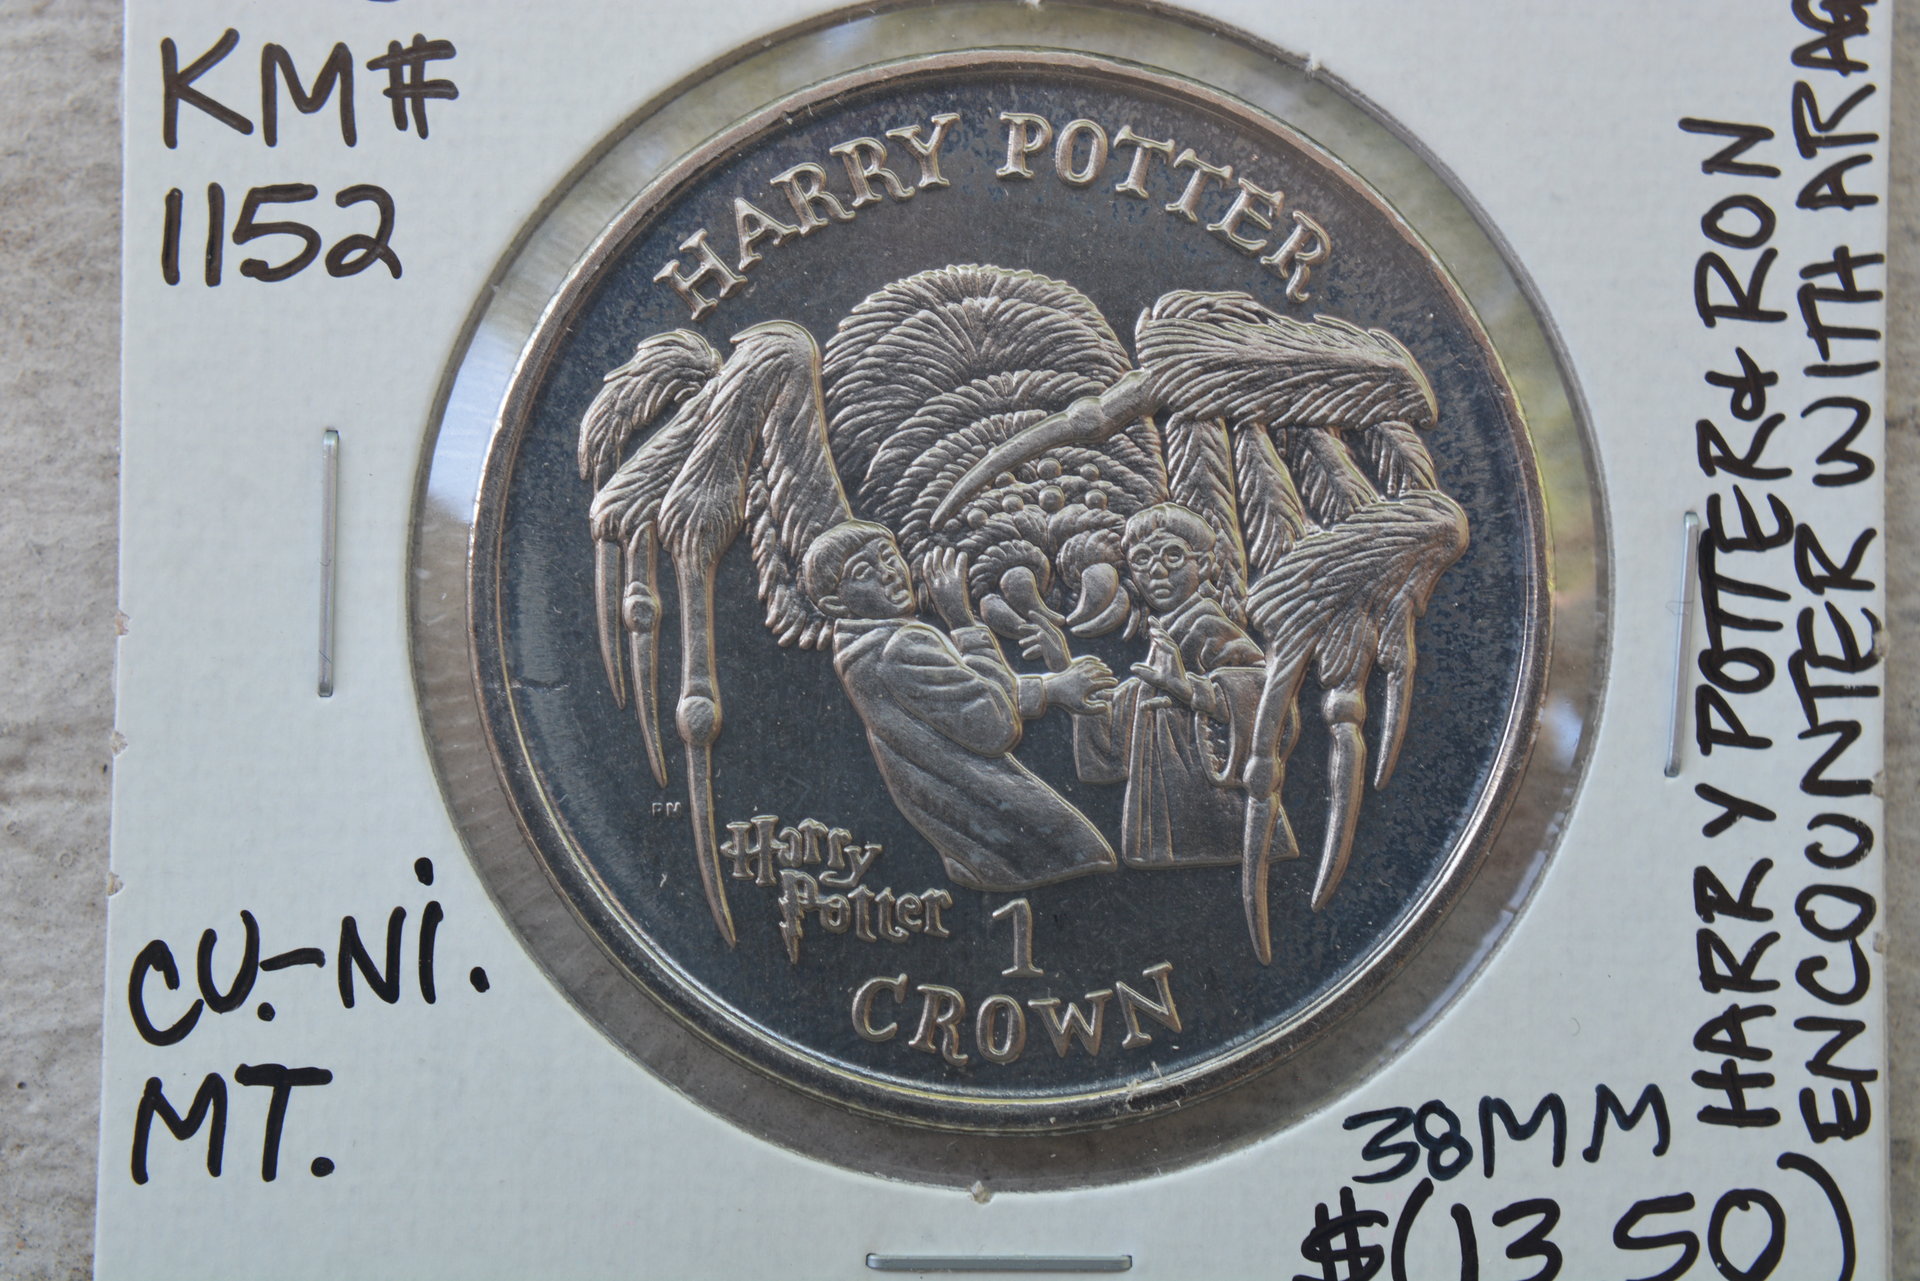 KM#
1152
HARRY POTTER
PM
Harry
Potter
1
CROWN
CU.-Ni.
MT.
38MM
$(13 50)
HARRY POTTER & RON
ENCOUNTER WITH